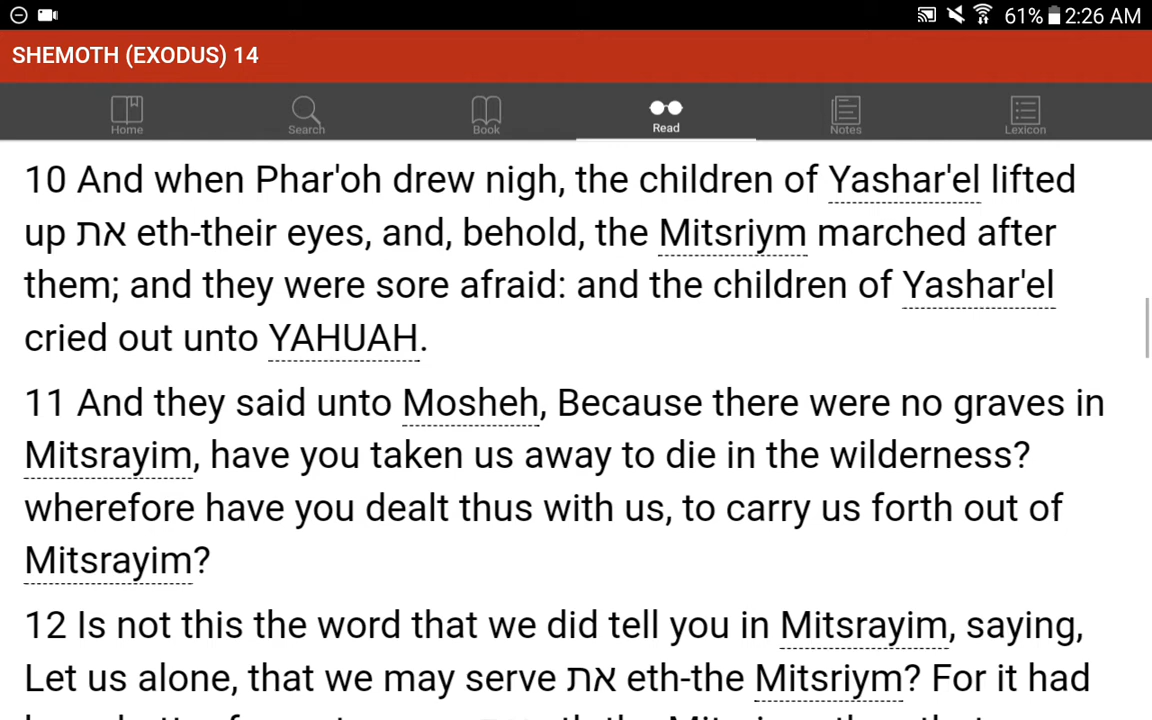 61% 2:26 AM
SHEMOTH (EXODUS) 14
Home Search Book Read Notes Lexicon
10 And when Phar'oh drew nigh, the children of Yashar'el lifted
up את eth-their eyes, and, behold, the Mitsriym marched after
them; and they were sore afraid: and the children of Yashar'el
cried out unto YAHUAH.
11 And they said unto Mosheh, Because there were no graves in
Mitsrayim, have you taken us away to die in the wilderness?
wherefore have you dealt thus with us, to carry us forth out of
Mitsrayim?
12 Is not this the word that we did tell you in Mitsrayim, saying,
Let us alone, that we may serve את eth-the Mitsriym? For it had